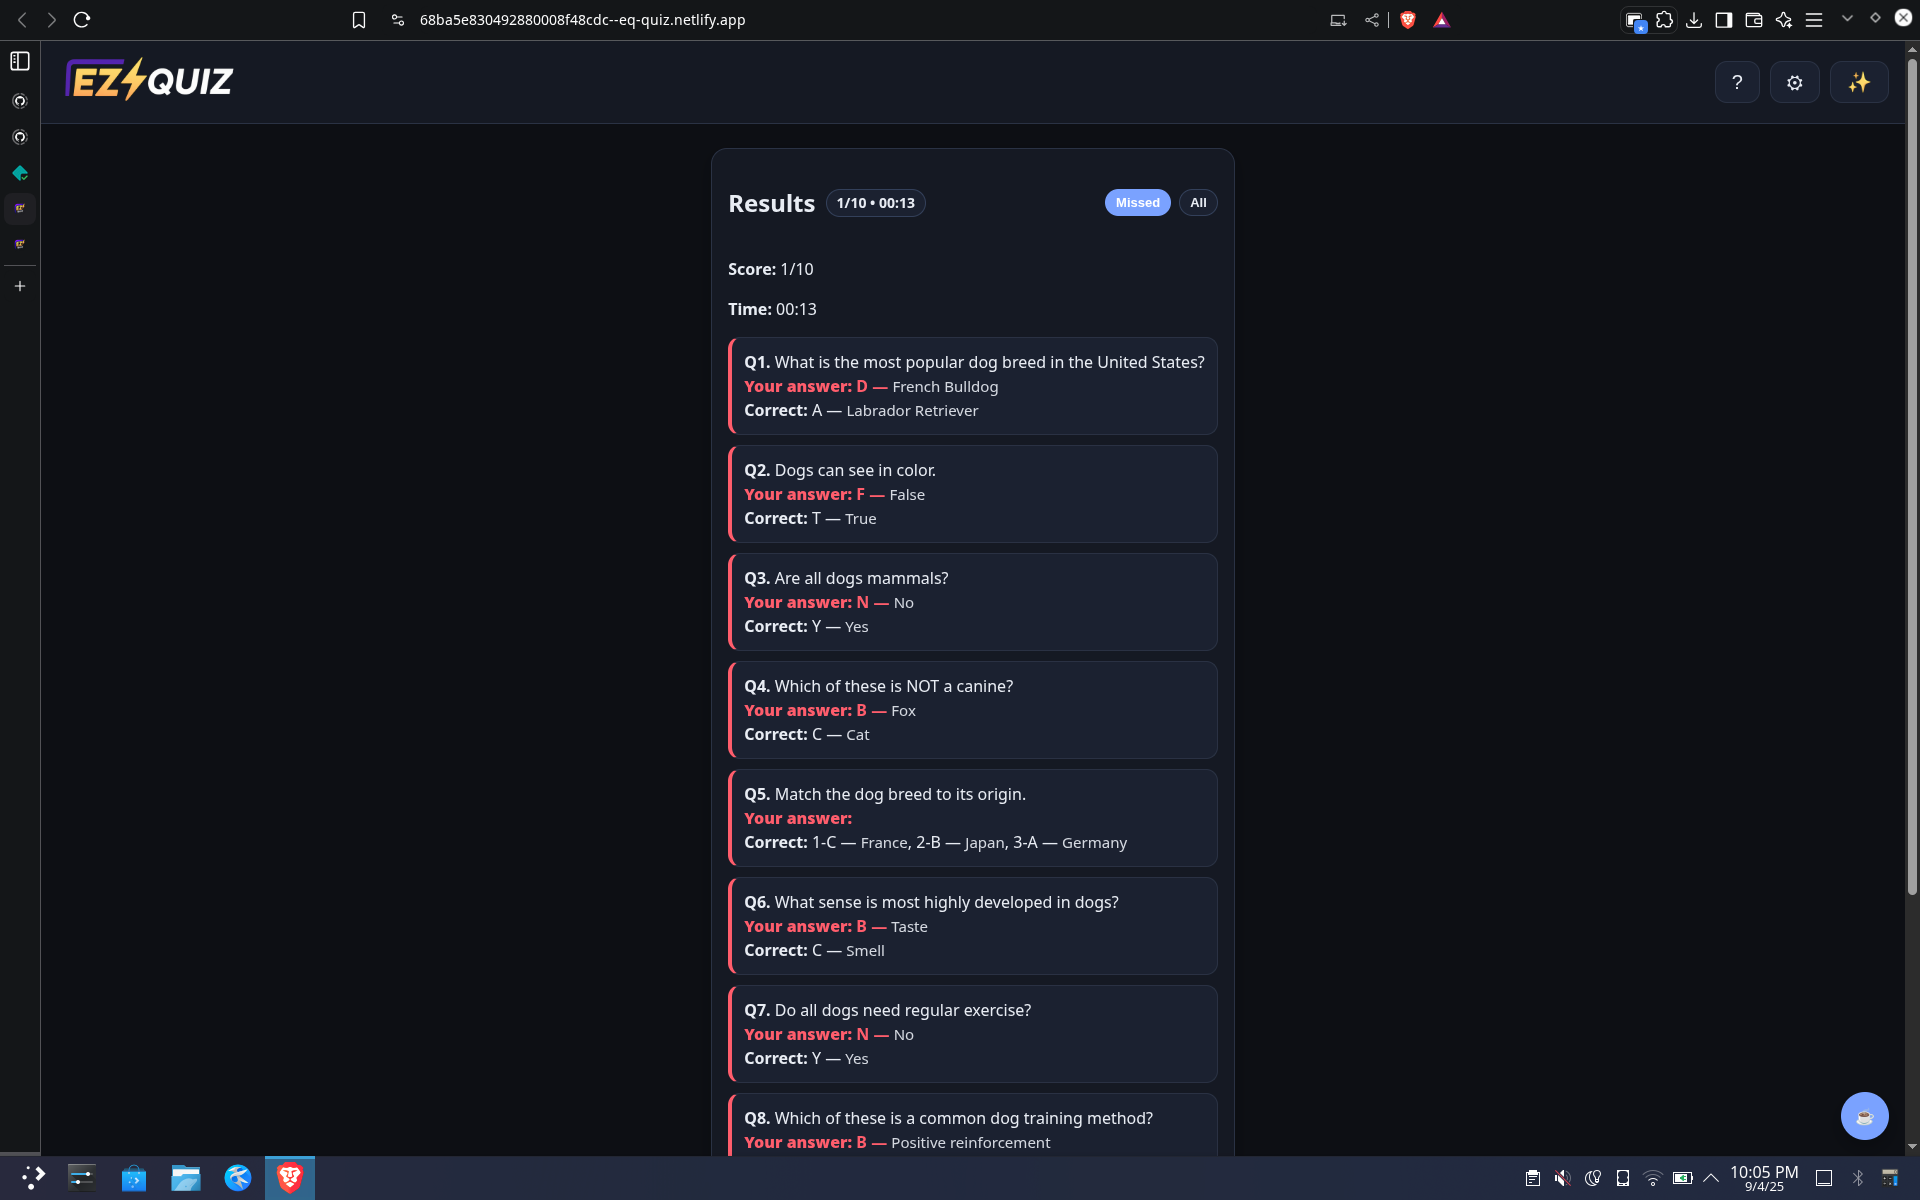 68ba5e830492880008f48cdc--eq-quiz.netlify.app
EZ QUIZ
?
Results
1/10 • 00:13
Missed
All
Score: 1/10
Time: 00:13
Q1. What is the most popular dog breed in the United States?
Your answer: D — French Bulldog
Correct: A — Labrador Retriever
Q2. Dogs can see in color.
Your answer: F — False
Correct: T — True
Q3. Are all dogs mammals?
Your answer: N — No
Correct: Y — Yes
Q4. Which of these is NOT a canine?
Your answer: B — Fox
Correct: C — Cat
Q5. Match the dog breed to its origin.
Your answer:
Correct: 1-C — France, 2-B — Japan, 3-A — Germany
Q6. What sense is most highly developed in dogs?
Your answer: B — Taste
Correct: C — Smell
Q7. Do all dogs need regular exercise?
Your answer: N — No
Correct: Y — Yes
Q8. Which of these is a common dog training method?
Your answer: B — Positive reinforcement
10:05 PM
9/4/25